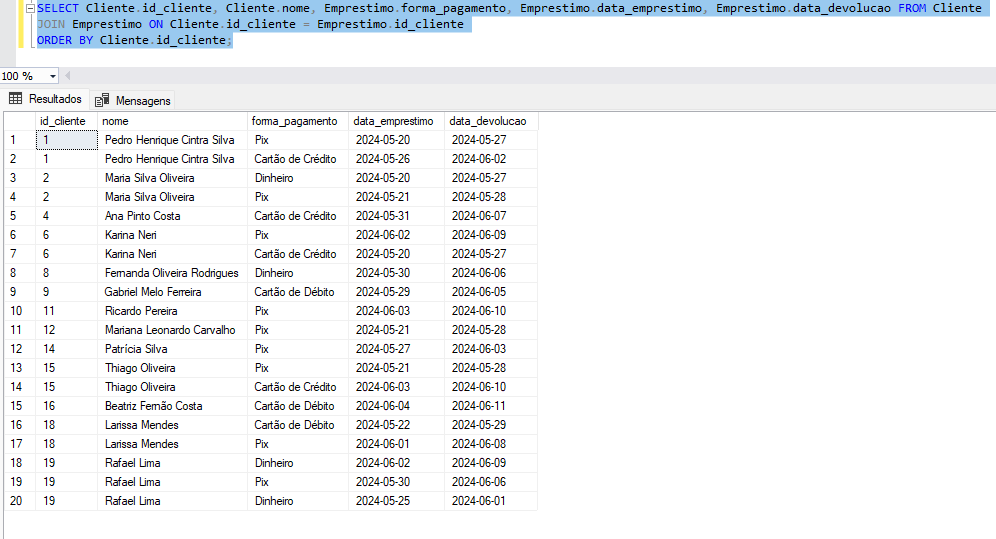 SELECT Cliente.id_cliente, Cliente.nome, Emprestimo.forma_pagamento, Emprestimo.data_emprestimo, Emprestimo.data_devolucao FROM Cliente
JOIN Emprestimo ON Cliente.id_cliente = Emprestimo.id_cliente
ORDER BY Cliente.id_cliente;
100 %
Resultados Mensagens
id_cliente nome forma_pagamento data_emprestimo data_devolucao
1 1 Pedro Henrique Cintra Silva Pix 2024-05-20 2024-05-27
2 1 Pedro Henrique Cintra Silva Cartão de Crédito 2024-05-26 2024-06-02
3 2 Maria Silva Oliveira Dinheiro 2024-05-20 2024-05-27
4 2 Maria Silva Oliveira Pix 2024-05-21 2024-05-28
5 4 Ana Pinto Costa Cartão de Crédito 2024-05-31 2024-06-07
6 6 Karina Neri Pix 2024-06-02 2024-06-09
7 6 Karina Neri Cartão de Crédito 2024-05-20 2024-05-27
8 8 Fernanda Oliveira Rodrigues Dinheiro 2024-05-30 2024-06-06
9 9 Gabriel Melo Ferreira Cartão de Débito 2024-05-29 2024-06-05
10 11 Ricardo Pereira Pix 2024-06-03 2024-06-10
11 12 Mariana Leonardo Carvalho Pix 2024-05-21 2024-05-28
12 14 Patrícia Silva Pix 2024-05-27 2024-06-03
13 15 Thiago Oliveira Pix 2024-05-21 2024-05-28
14 15 Thiago Oliveira Cartão de Crédito 2024-06-03 2024-06-10
15 16 Beatriz Fernão Costa Cartão de Débito 2024-06-04 2024-06-11
16 18 Larissa Mendes Cartão de Débito 2024-05-22 2024-05-29
17 18 Larissa Mendes Pix 2024-06-01 2024-06-08
18 19 Rafael Lima Dinheiro 2024-06-02 2024-06-09
19 19 Rafael Lima Pix 2024-05-30 2024-06-06
20 19 Rafael Lima Dinheiro 2024-05-25 2024-06-01